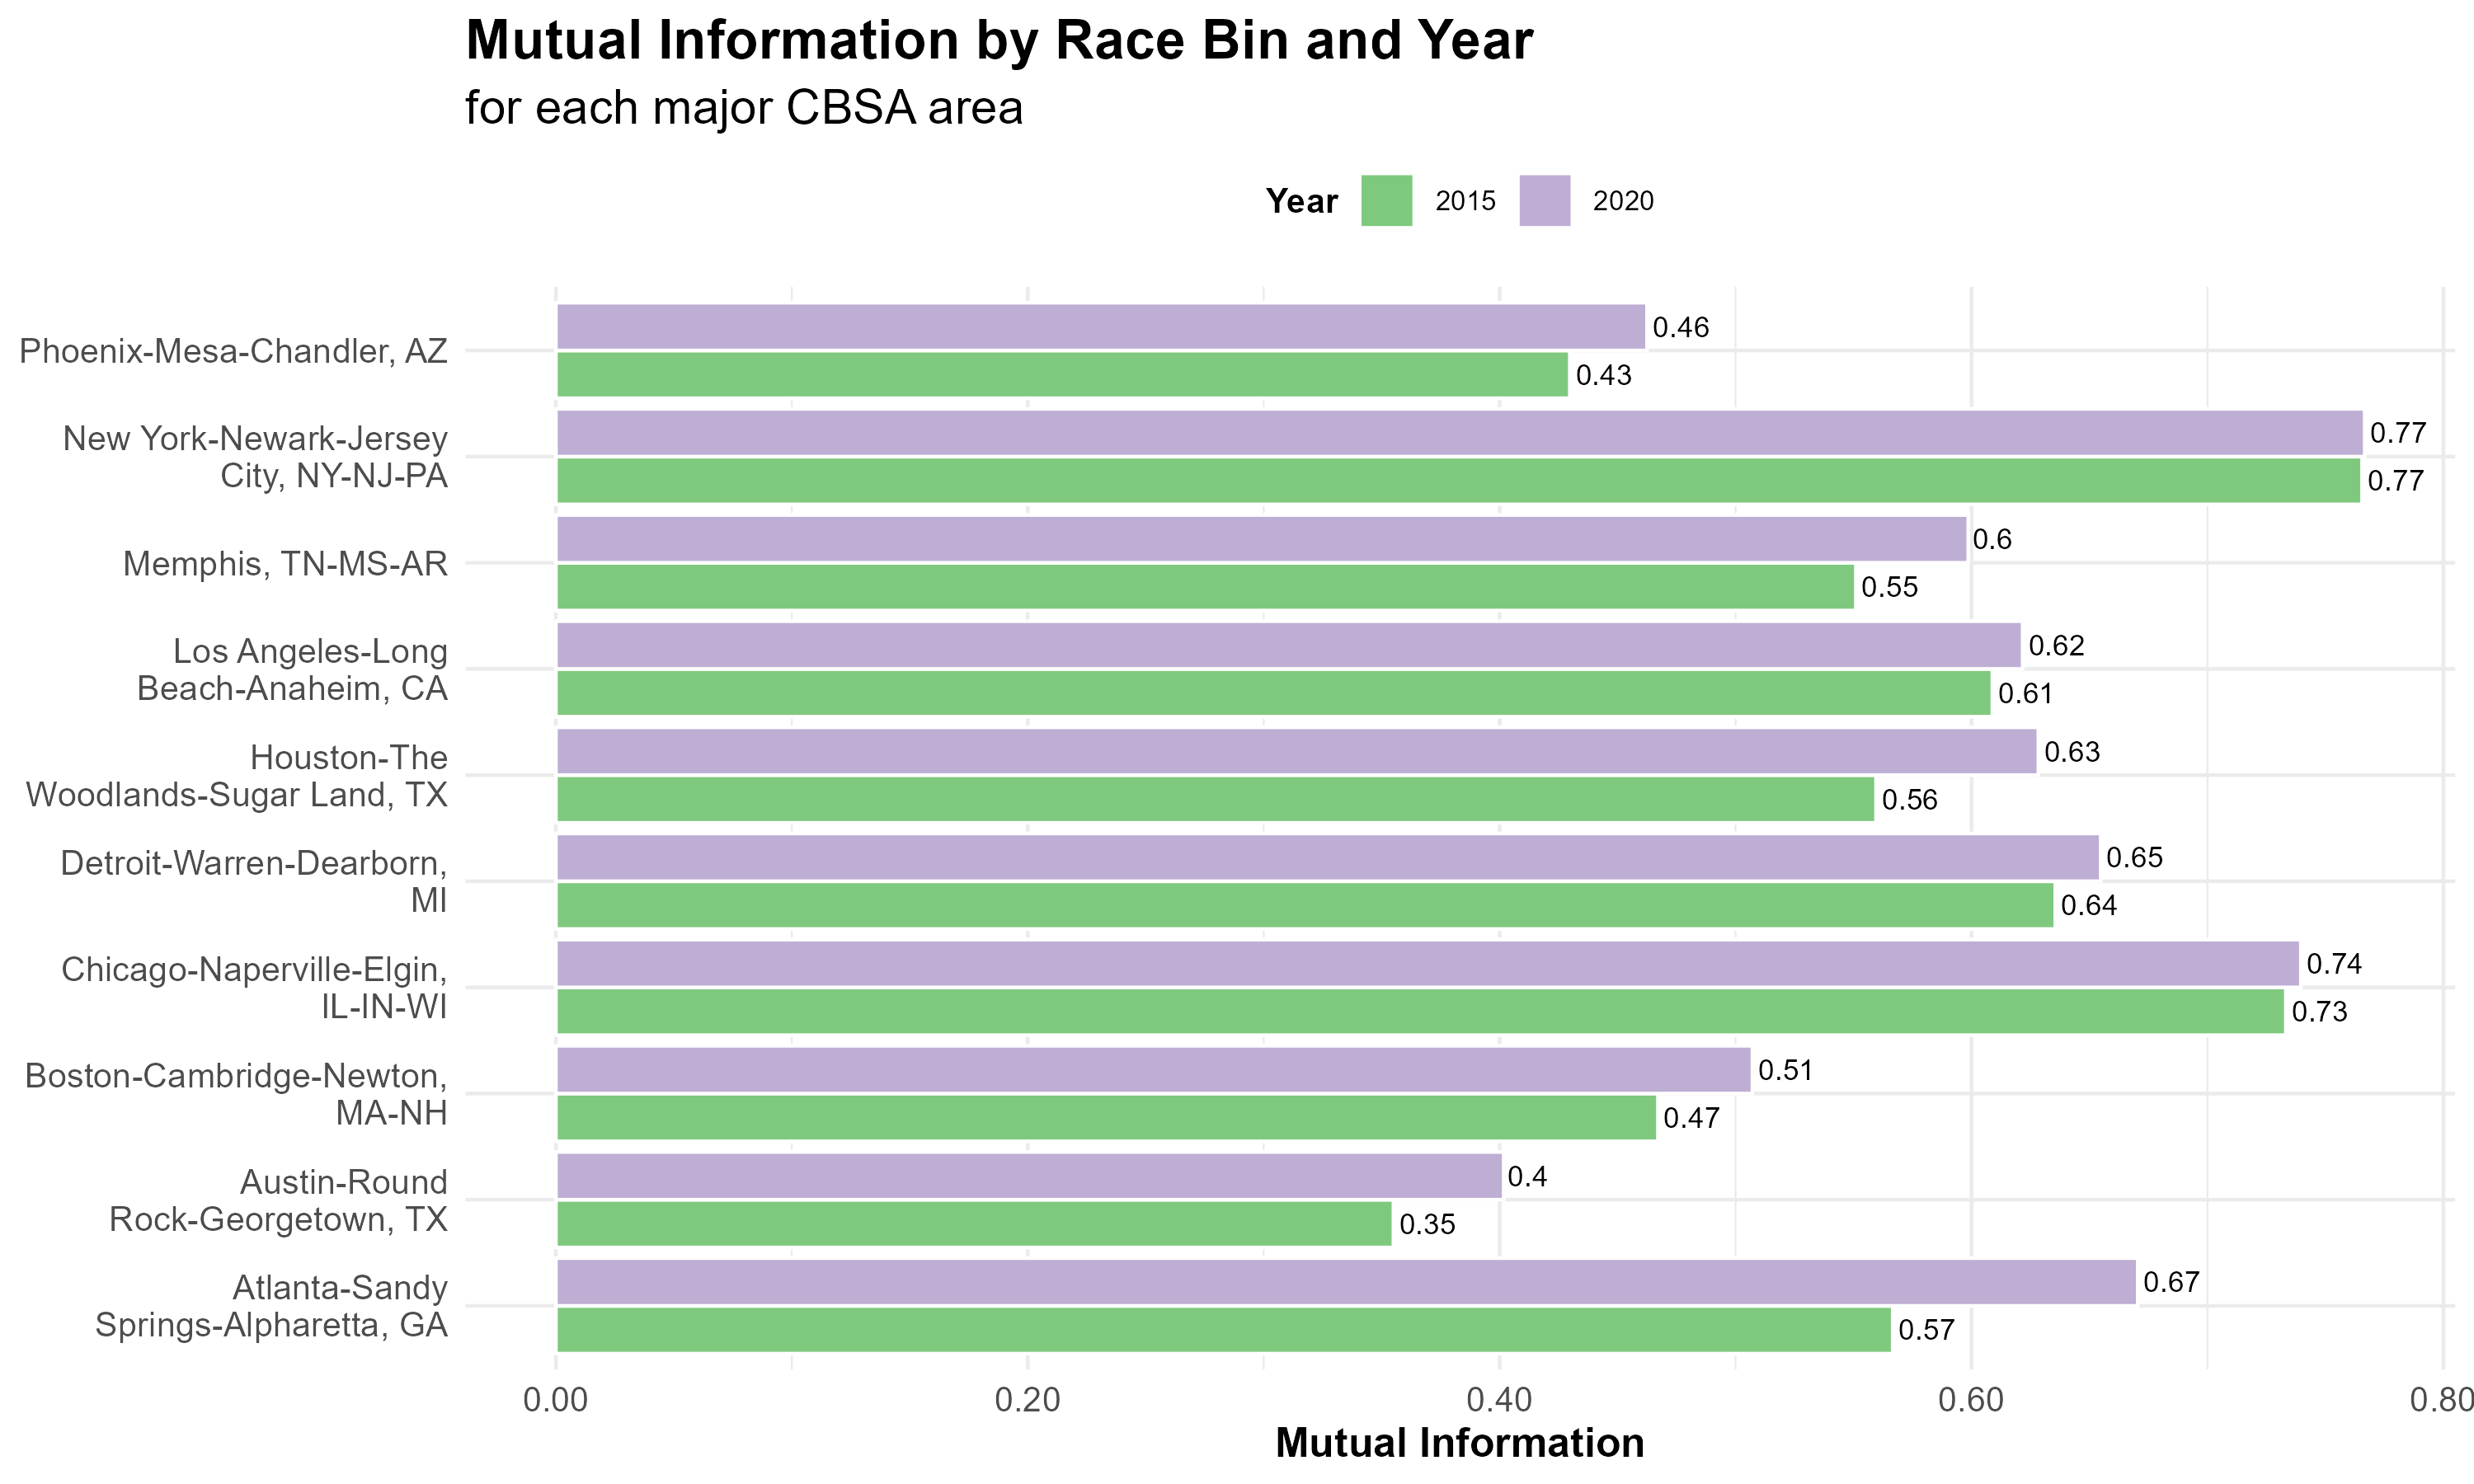 Mutual Information by Race Bin and Year
for each major CBSA area
Year 2015 2020
Phoenix-Mesa-Chandler, AZ
0.46
0.43
New York-Newark-Jersey
City, NY-NJ-PA
0.77
0.77
Memphis, TN-MS-AR
0.6
0.55
Los Angeles-Long
Beach-Anaheim, CA
0.62
0.61
Houston-The
Woodlands-Sugar Land, TX
0.63
0.56
Detroit-Warren-Dearborn,
MI
0.65
0.64
Chicago-Naperville-Elgin,
IL-IN-WI
0.74
0.73
Boston-Cambridge-Newton,
MA-NH
0.51
0.47
Austin-Round
Rock-Georgetown, TX
0.4
0.35
Atlanta-Sandy
Springs-Alpharetta, GA
0.67
0.57
0.00 0.20 0.40 0.60 0.80
Mutual Information